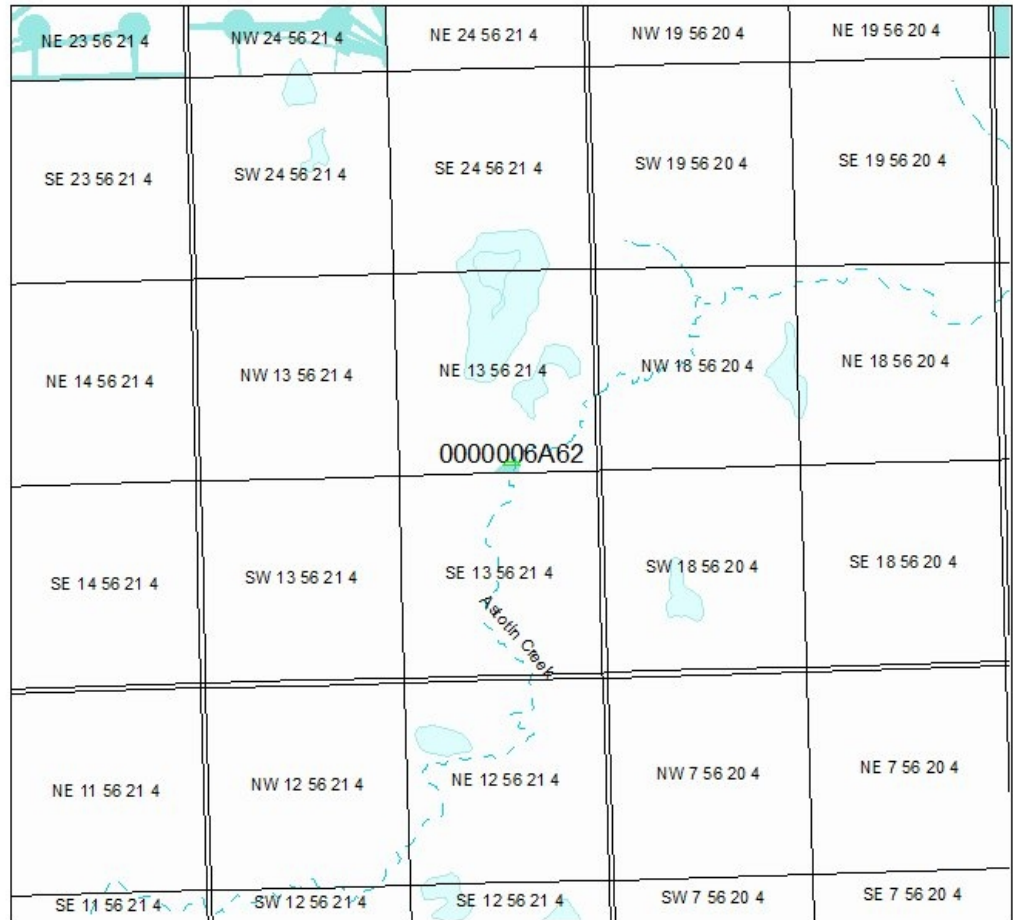 NE 23 56 21 4
NW 24 56 21 4
NE 24 56 21 4
NW 19 56 20 4
NE 19 56 20 4
SE 23 56 21 4
SW 24 56 21 4
SE 24 56 21 4
SW 19 56 20 4
SE 19 56 20 4
NE 14 56 21 4
NW 13 56 21 4
NE 13 56 21 4
NW 18 56 20 4
NE 18 56 20 4
0000006A62
SE 14 56 21 4
SW 13 56 21 4
SE 13 56 21 4
SW 18 56 20 4
SE 18 56 20 4
Astotin Creek
NE 11 56 21 4
NW 12 56 21 4
NE 12 56 21 4
NW 7 56 20 4
NE 7 56 20 4
SE 11 56 21 4
SW 12 56 21 4
SE 12 56 21 4
SW 7 56 20 4
SE 7 56 20 4